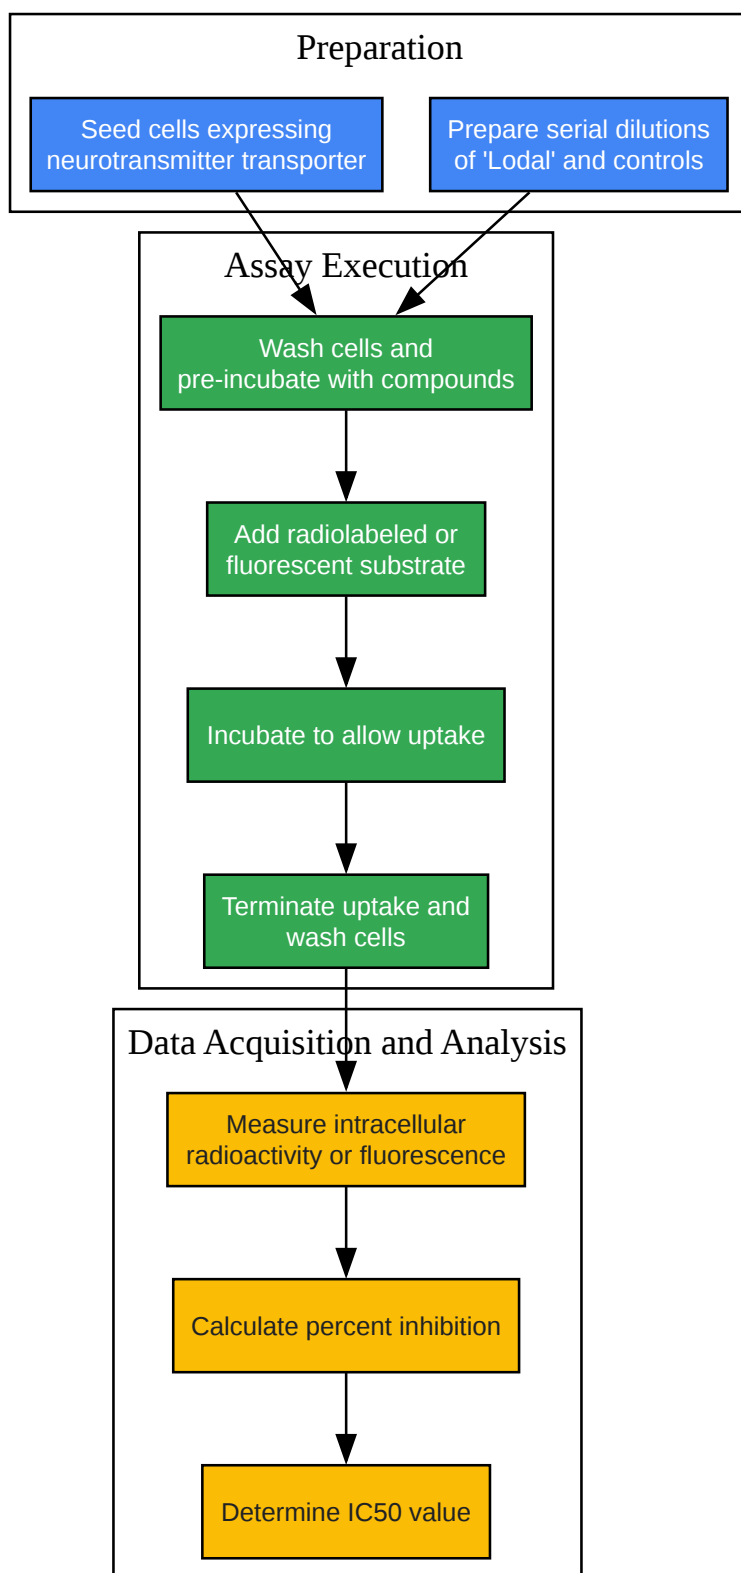 Preparation
Seed cells expressing
neurotransmitter transporter
Prepare serial dilutions
of 'Lodal' and controls
Assay Execution
Wash cells and
pre-incubate with compounds
Add radiolabeled or
fluorescent substrate
Incubate to allow uptake
Terminate uptake and
wash cells
Data Acquisition and Analysis
Measure intracellular
radioactivity or fluorescence
Calculate percent inhibition
Determine IC50 value